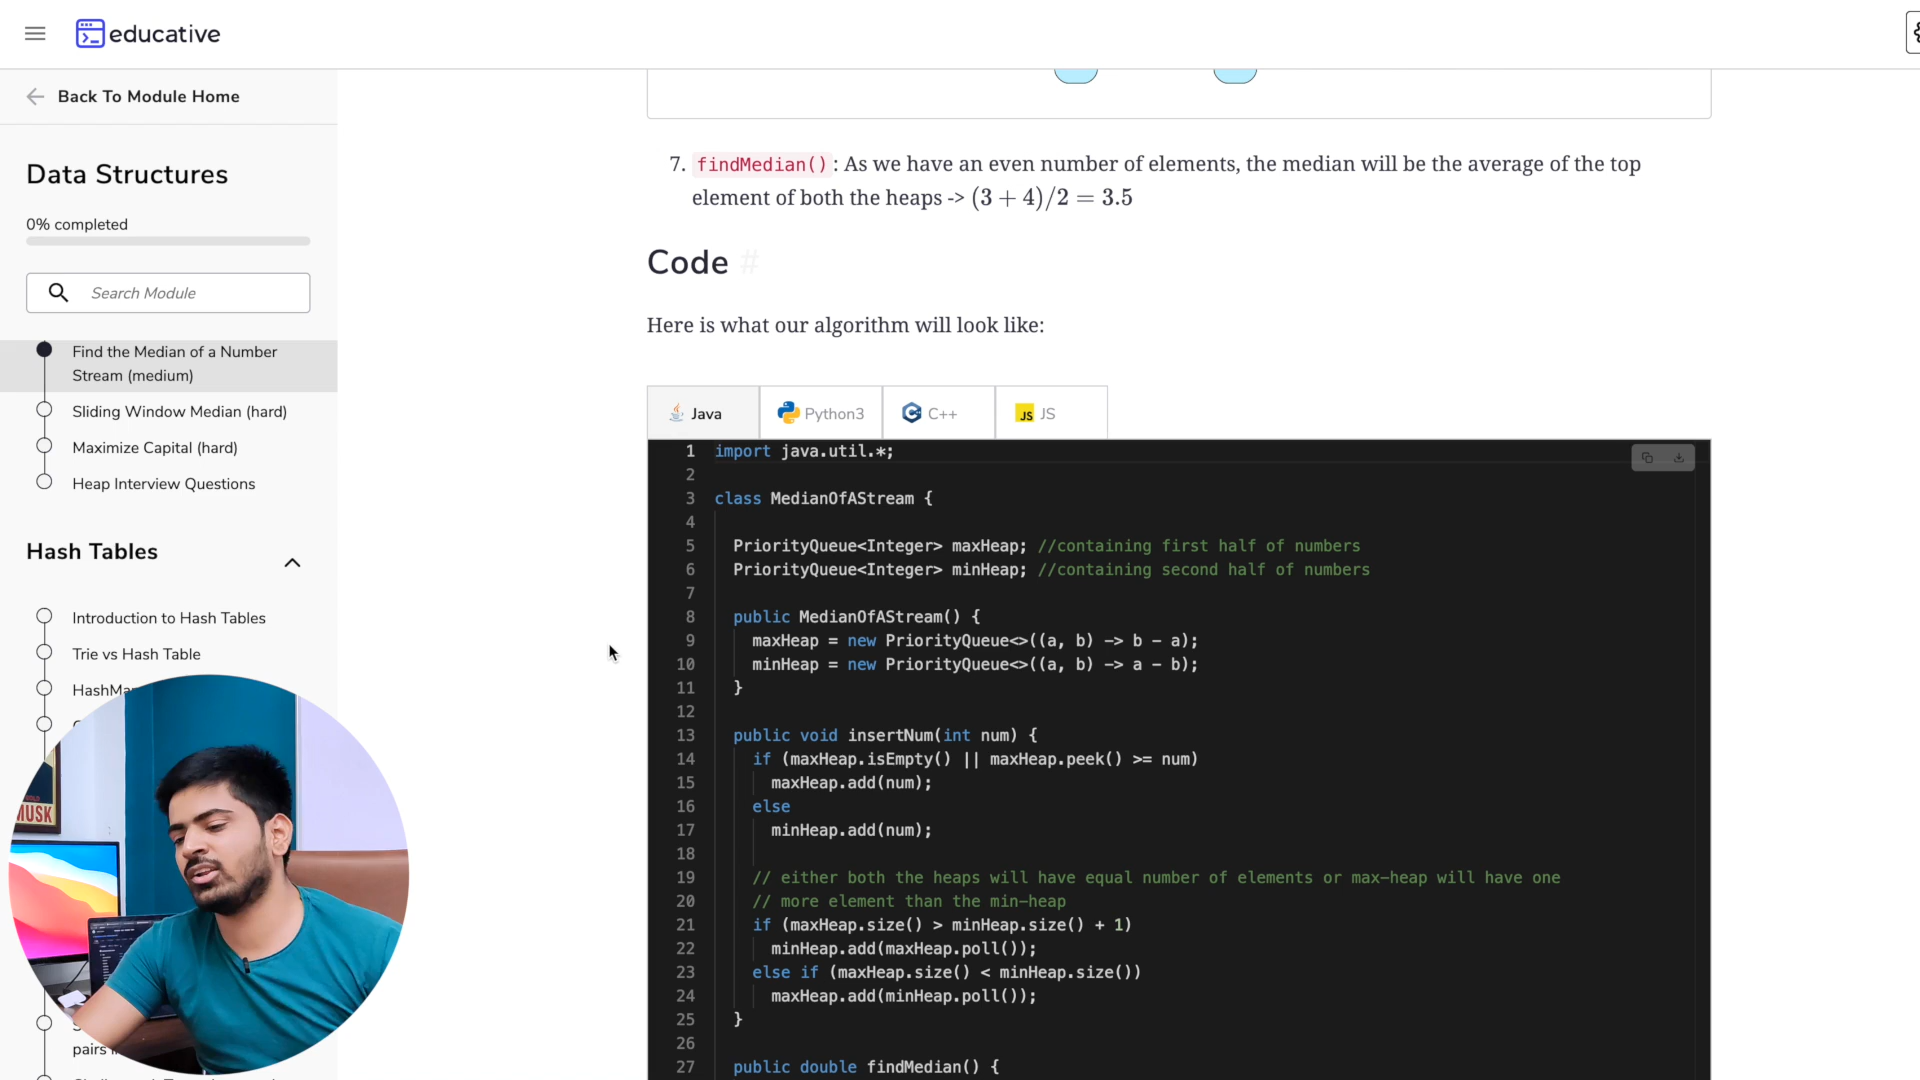 educative
Back To Module Home
Data Structures
0% completed
Search Module
Find the Median of a Number
Stream (medium)
Sliding Window Median (hard)
Maximize Capital (hard)
Heap Interview Questions
Hash Tables
Introduction to Hash Tables
Trie vs Hash Table
pairs
MUSK
7. findMedian(): As we have an even number of elements, the median will be the average of the top
element of both the heaps -> (3 + 4)/2 = 3.5
Code #
Here is what our algorithm will look like:
Java Python3 C++ JS JS
1 import java.util.*;
2
3 class MedianOfAStream {
4
5 PriorityQueue<Integer> maxHeap; //containing first half of numbers
6 PriorityQueue<Integer> minHeap; //containing second half of numbers
7
8 public MedianOfAStream() {
9 maxHeap = new PriorityQueue<>((a, b) -> b - a);
10 minHeap = new PriorityQueue<>((a, b) -> a - b);
11 }
12
13 public void insertNum(int num) {
14 if (maxHeap.isEmpty() || maxHeap.peek() >= num)
15 maxHeap.add(num);
16 else
17 minHeap.add(num);
18
19 // either both the heaps will have equal number of elements or max-heap will have one
20 // more element than the min-heap
21 if (maxHeap.size() > minHeap.size() + 1)
22 minHeap.add(maxHeap.poll());
23 else if (maxHeap.size() < minHeap.size())
24 maxHeap.add(minHeap.poll());
25 }
26
27 public double findMedian() {